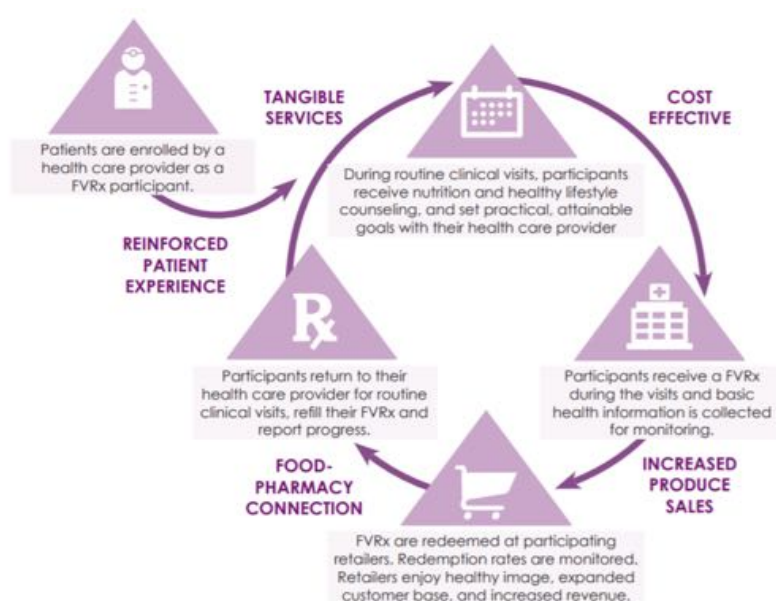 TANGIBLE
SERVICES
COST
EFFECTIVE
Patients are enrolled by a
health care provider as a
FVRx participant.
During routine clinical visits, participants
receive nutrition and healthy lifestyle
counseling, and set practical, attainable
goals with their health care provider
REINFORCED
PATIENT
EXPERIENCE
Rx
Participants return to their
health care provider for routine
clinical visits, refill their FVRx and
report progress.
Participants receive a FVRx
during the visits and basic
health information is collected
for monitoring.
FOOD-
PHARMACY
CONNECTION
INCREASED
PRODUCE
SALES
FVRx are redeemed at participating
retailers. Redemption rates are monitored.
Retailers enjoy healthy image, expanded
customer base, and increased revenue.